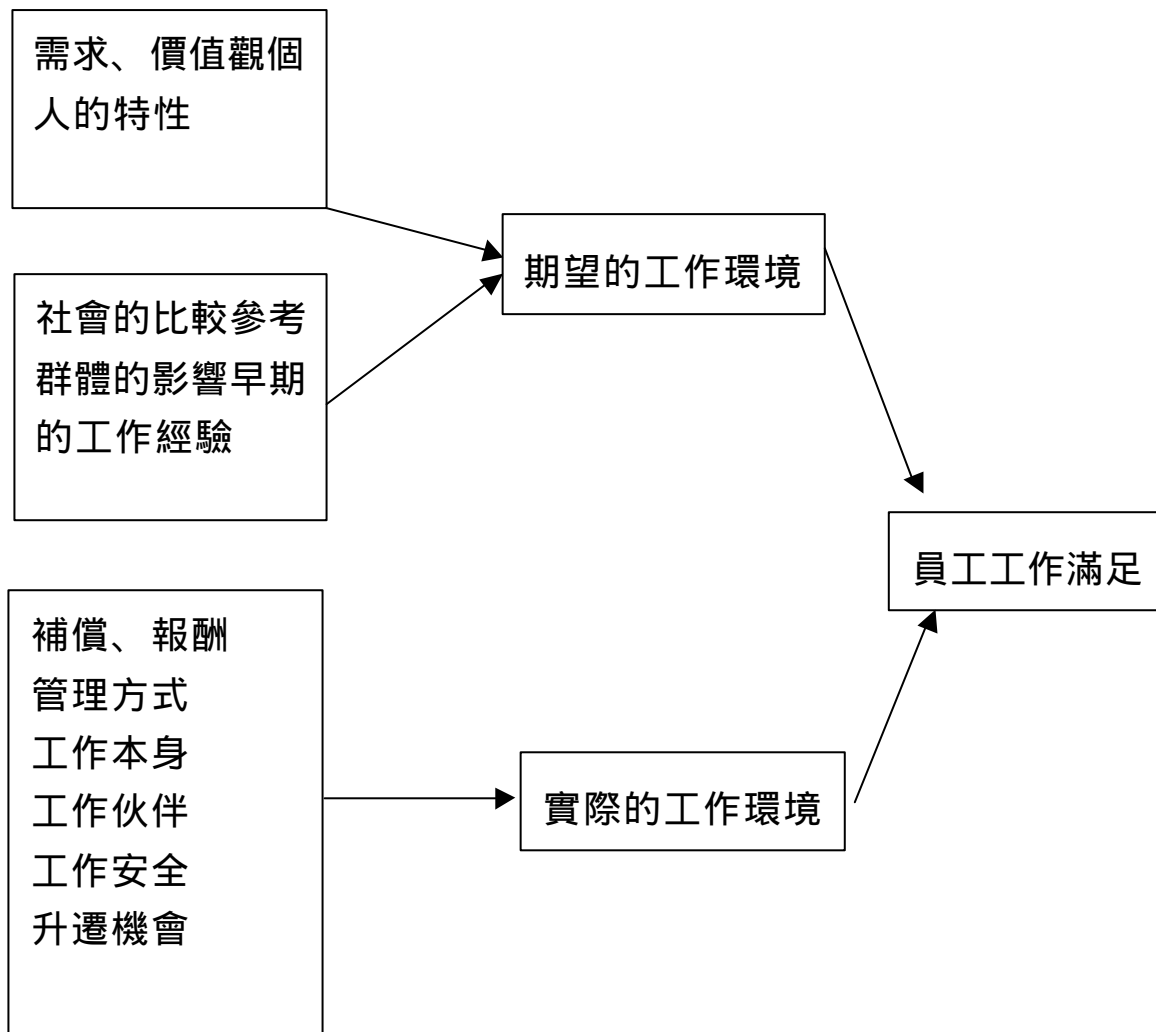 需求、價值觀個
人的特性
社會的比較參考
群體的影響早期
的工作經驗
期望的工作環境
員工工作滿足
補償、報酬
管理方式
工作本身
工作伙伴
工作安全
升遷機會
實際的工作環境